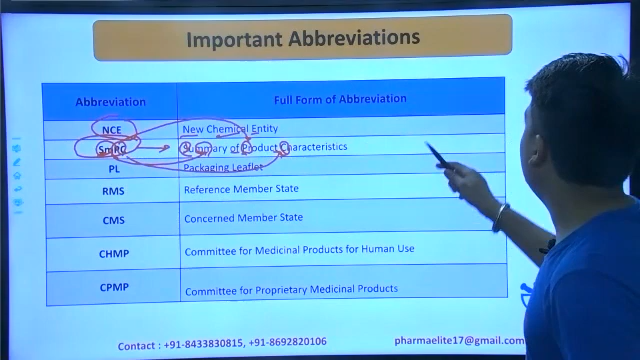 Important Abbreviations
Abbreviation Full Form of Abbreviation
NCE New Chemical Entity
SmPC Summary of Product Characteristics
PL Packaging Leaflet
RMS Reference Member State
CMS Concerned Member State
CHMP Committee for Medicinal Products for Human Use
CPMP Committee for Proprietary Medicinal Products
Contact : +91-8433830815, +91-8692820106 pharmaelite17@gmail.com